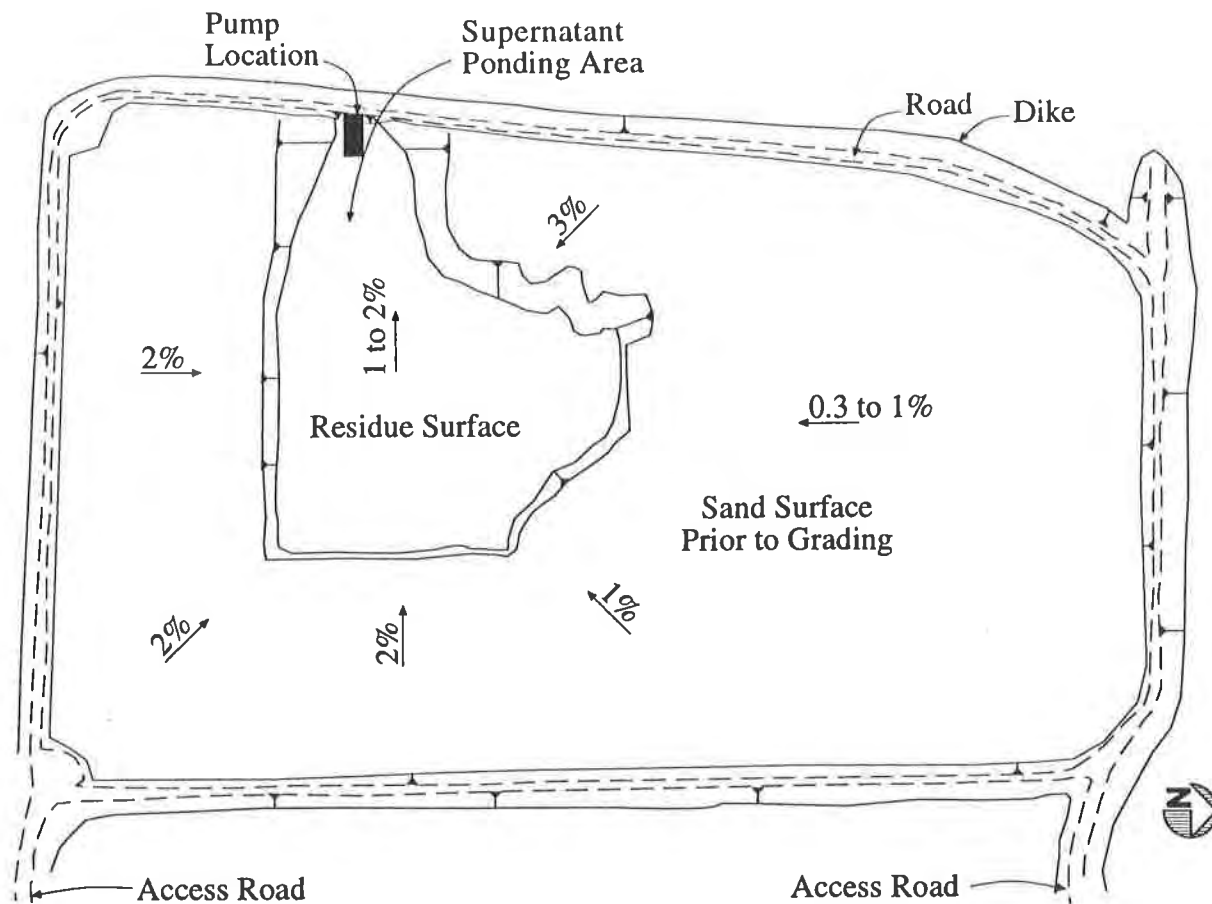 Pump
Location
Supernatant
Ponding Area
Road
Dike
3%
1 to 2%
2%
0.3 to 1%
Residue Surface
Sand Surface
Prior to Grading
2%
2%
1%
N
Access Road
Access Road